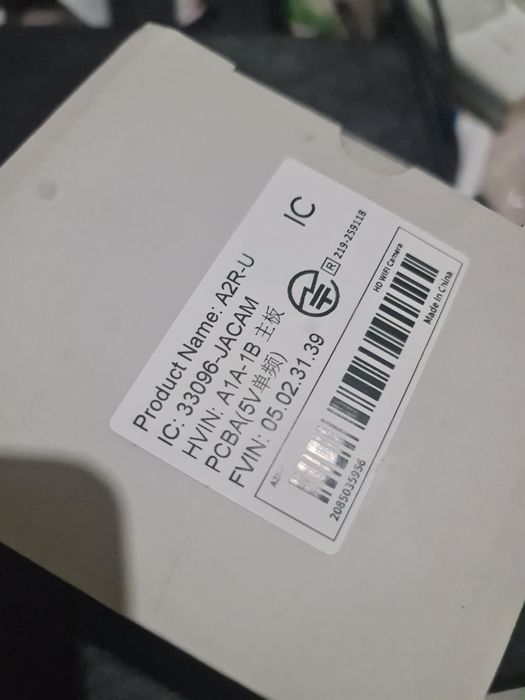 IC
Product Name: A2R-U
IC: 33096-JACAM
HVIN: A1A-1B 主板
PCBA(5V单频)
FVIN: 05.02.31.39
R 219-259118
HD WIFI Camera
Made In China
2085035956